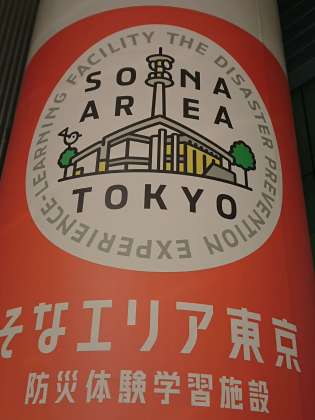 THE DISASTER PREVENTION EXPERIENCE-LEARNING FACILITY
SONA
AREA
TOKYO
そなエリア東京
防災体験学習施設